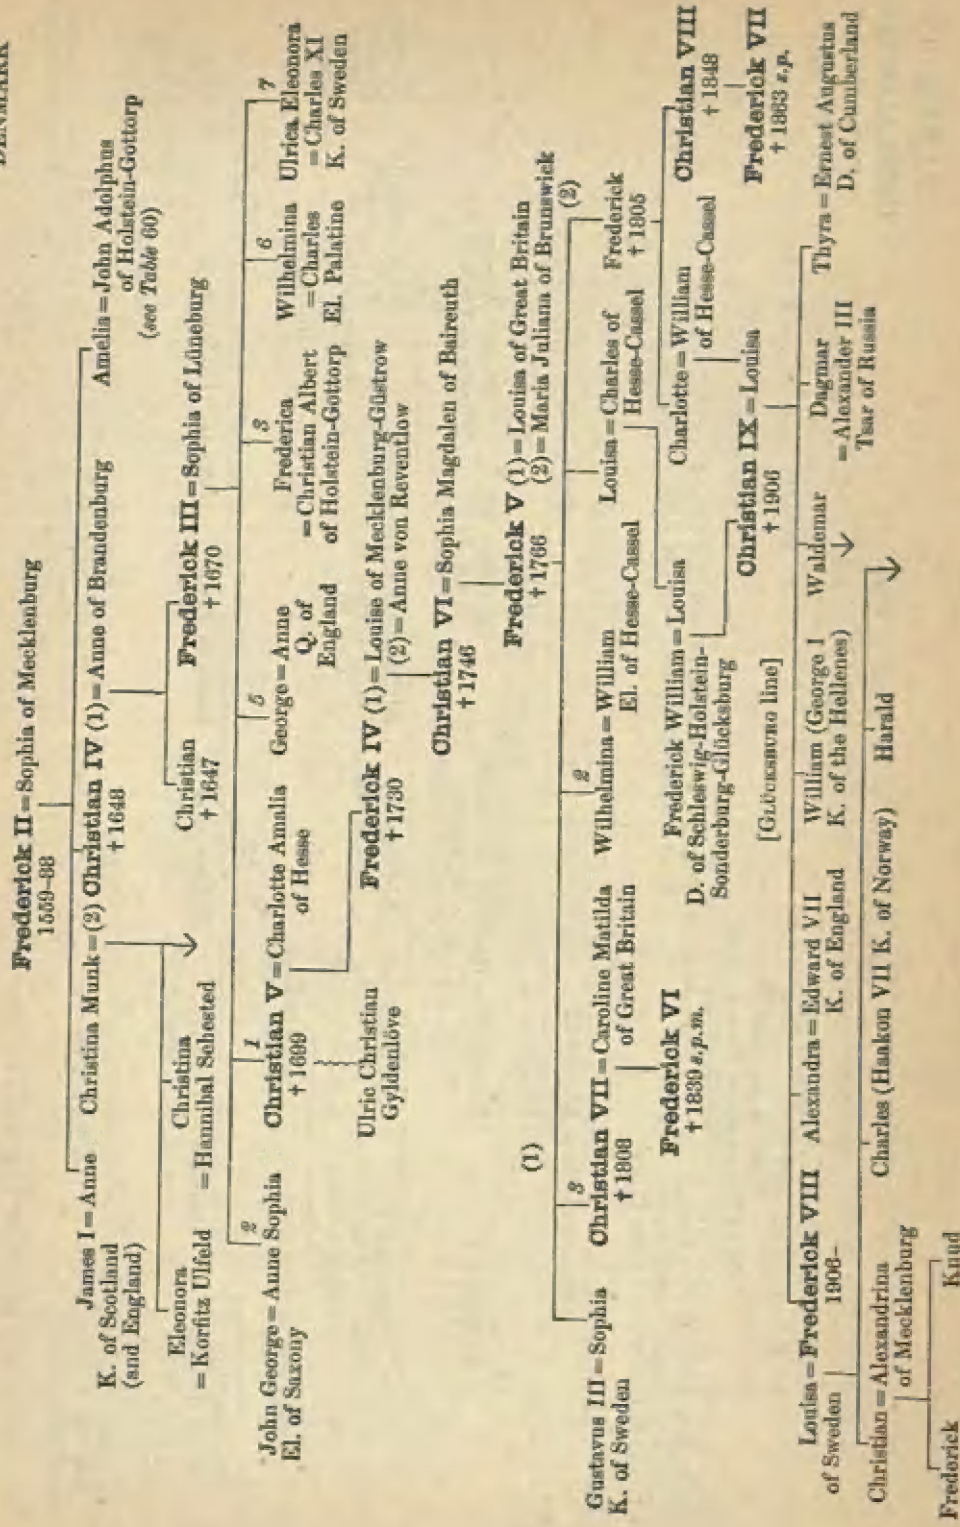 DENMARK
Frederick II = Sophia of Mecklenburg
1559–88
James I = Anne
K. of Scotland
(and England)
Christina Munk = (2) Christian IV (1) = Anne of Brandenburg
† 1648
Amelia = John Adolphus
of Holstein-Gottorp
(see Table 60)
Eleonora
= Korfitz Ulfeld
Christina
= Hannibal Sehested
Christian
† 1647
Frederick III = Sophia of Lüneburg
† 1670
2
John George = Anne Sophia
El. of Saxony
1
Christian V = Charlotte Amalia
† 1699
of Hesse
5
George = Anne
Q. of
England
3
Frederica
= Christian Albert
of Holstein-Gottorp
6
Wilhelmina
= Charles
El. Palatine
7
Ulrica Eleonora
= Charles XI
K. of Sweden
Ulric Christian
Gyldenlöve
Frederick IV (1) = Louise of Mecklenburg-Güstrow
† 1730
(2) = Anne von Reventlow
Christian VI = Sophia Magdalen of Baireuth
† 1746
Frederick V (1) = Louisa of Great Britain
† 1766
(2) = Maria Juliana of Brunswick
(1)
(2)
Gustavus III = Sophia
K. of Sweden
3
Christian VII = Caroline Matilda
† 1808
of Great Britain
2
Wilhelmina = William
El. of Hesse-Cassel
Louisa = Charles of
Hesse-Cassel
Frederick
† 1805
Frederick VI
† 1839 s.p.m.
Frederick William = Louisa
D. of Schleswig-Holstein-
Sonderburg-Glücksburg
Charlotte = William
of Hesse-Cassel
Christian VIII
† 1848
Frederick VII
† 1863 s.p.
Christian IX = Louisa
† 1906
[Glücksburg line]
Louisa = Frederick VIII
of Sweden
1906–
Alexandra = Edward VII
K. of England
William (George I
K. of the Hellenes)
Waldemar
Dagmar
= Alexander III
Tsar of Russia
Thyra = Ernest Augustus
D. of Cumberland
Christian = Alexandrina
of Mecklenburg
Charles (Haakon VII K. of Norway)
Harald
Frederick
Knud